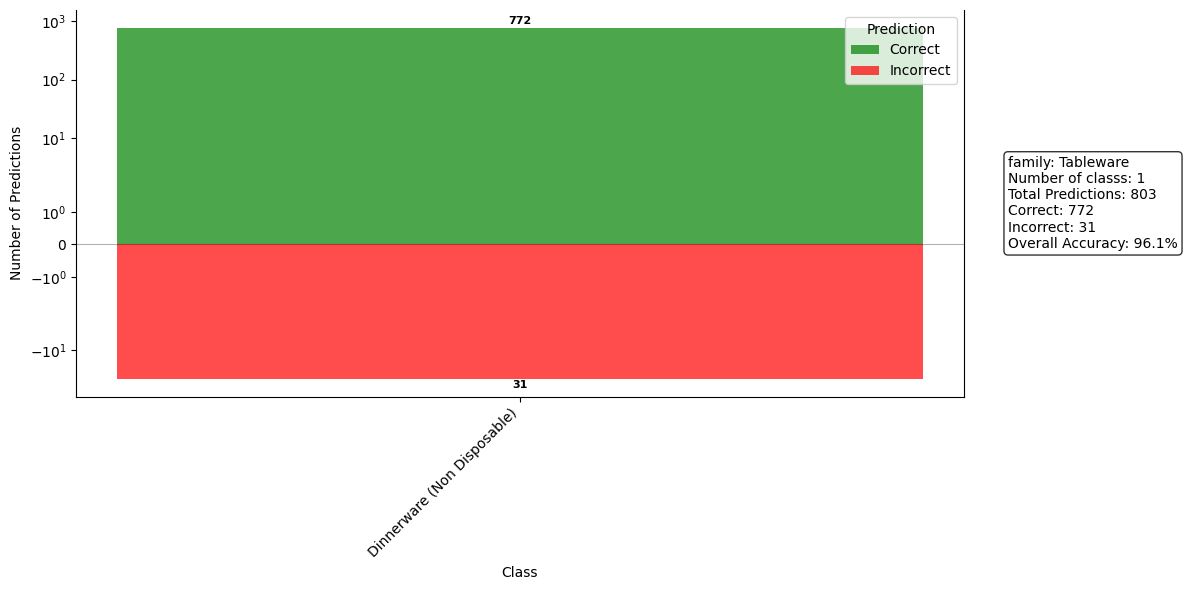 772
Prediction
Correct
Incorrect
10³
10²
10¹
10⁰
0
−10⁰
−10¹
Number of Predictions
31
Dinnerware (Non Disposable)
Class
family: Tableware
Number of classs: 1
Total Predictions: 803
Correct: 772
Incorrect: 31
Overall Accuracy: 96.1%